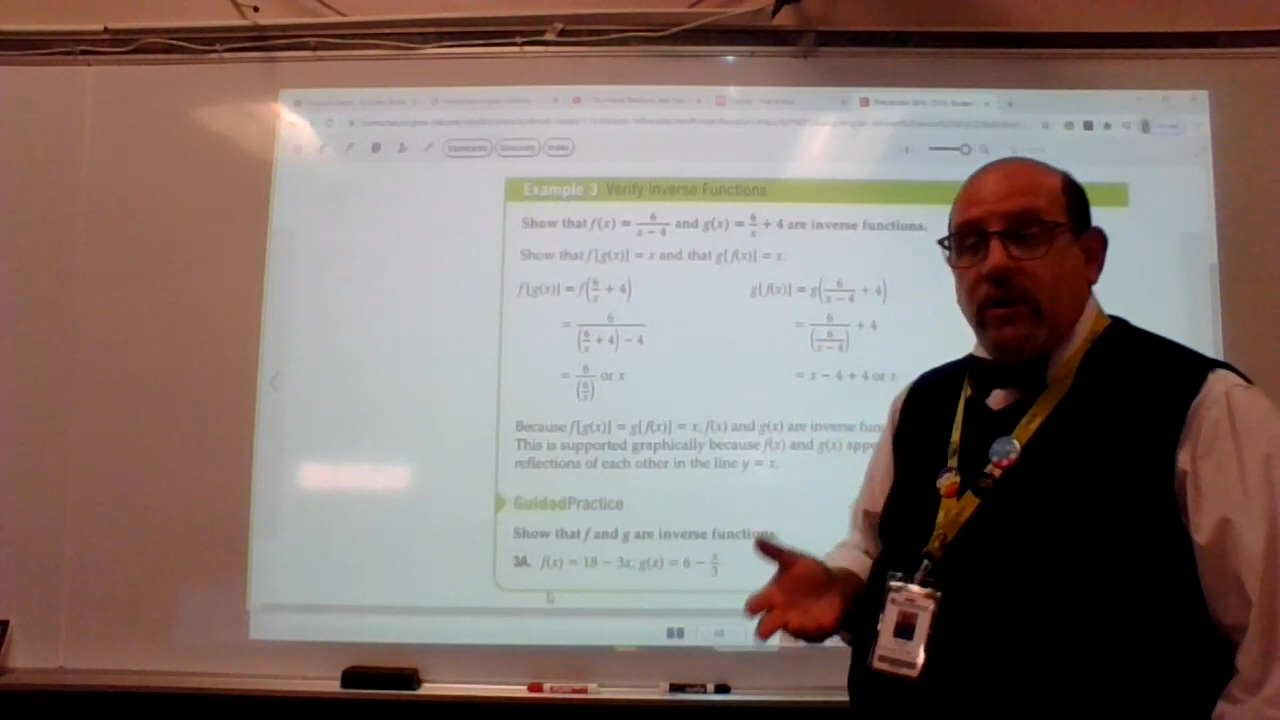 Standards Glossary Index
Example 3 Verify Inverse Functions
Show that f(x) = 6/(x − 4) and g(x) = 6/x + 4 are inverse functions.
Show that f[g(x)] = x and that g[f(x)] = x.
f[g(x)] = f(6/x + 4)
= 6/((6/x + 4) − 4)
= 6/(6/x) or x
g[f(x)] = g(6/(x − 4) + 4)
= 6/(6/(x − 4)) + 4
= x − 4 + 4 or x
Because f[g(x)] = g[f(x)] = x, f(x) and g(x) are inverse func
This is supported graphically because f(x) and g(x) appe
reflections of each other in the line y = x.
GuidedPractice
Show that f and g are inverse functions.
3A. f(x) = 18 − 3x, g(x) = 6 − x/3